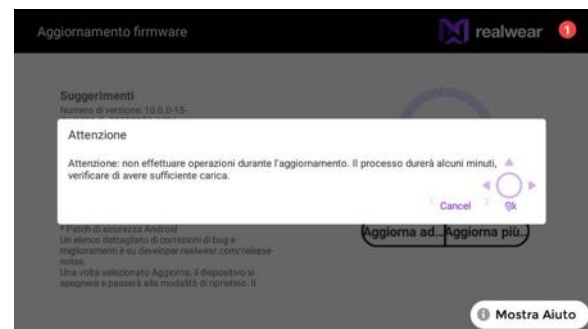 Aggiornamento firmware
realwear
1
Suggerimenti
Numero di versione: 10.0.0-15-
Attenzione
Attenzione: non effettuare operazioni durante l'aggiornamento. Il processo durerà alcuni minuti,
verificare di avere sufficiente carica.
1 Cancel 2 Ok
* Patch di sicurezza Android
Un elenco dettagliato di correzioni di bug e
miglioramenti è su developer.realwear.com/release-
notes.
Una volta selezionato Aggiorna, il dispositivo si
spegnerà e passerà alla modalità di ripristino. Il
Aggiorna ad... Aggiorna più...
Mostra Aiuto